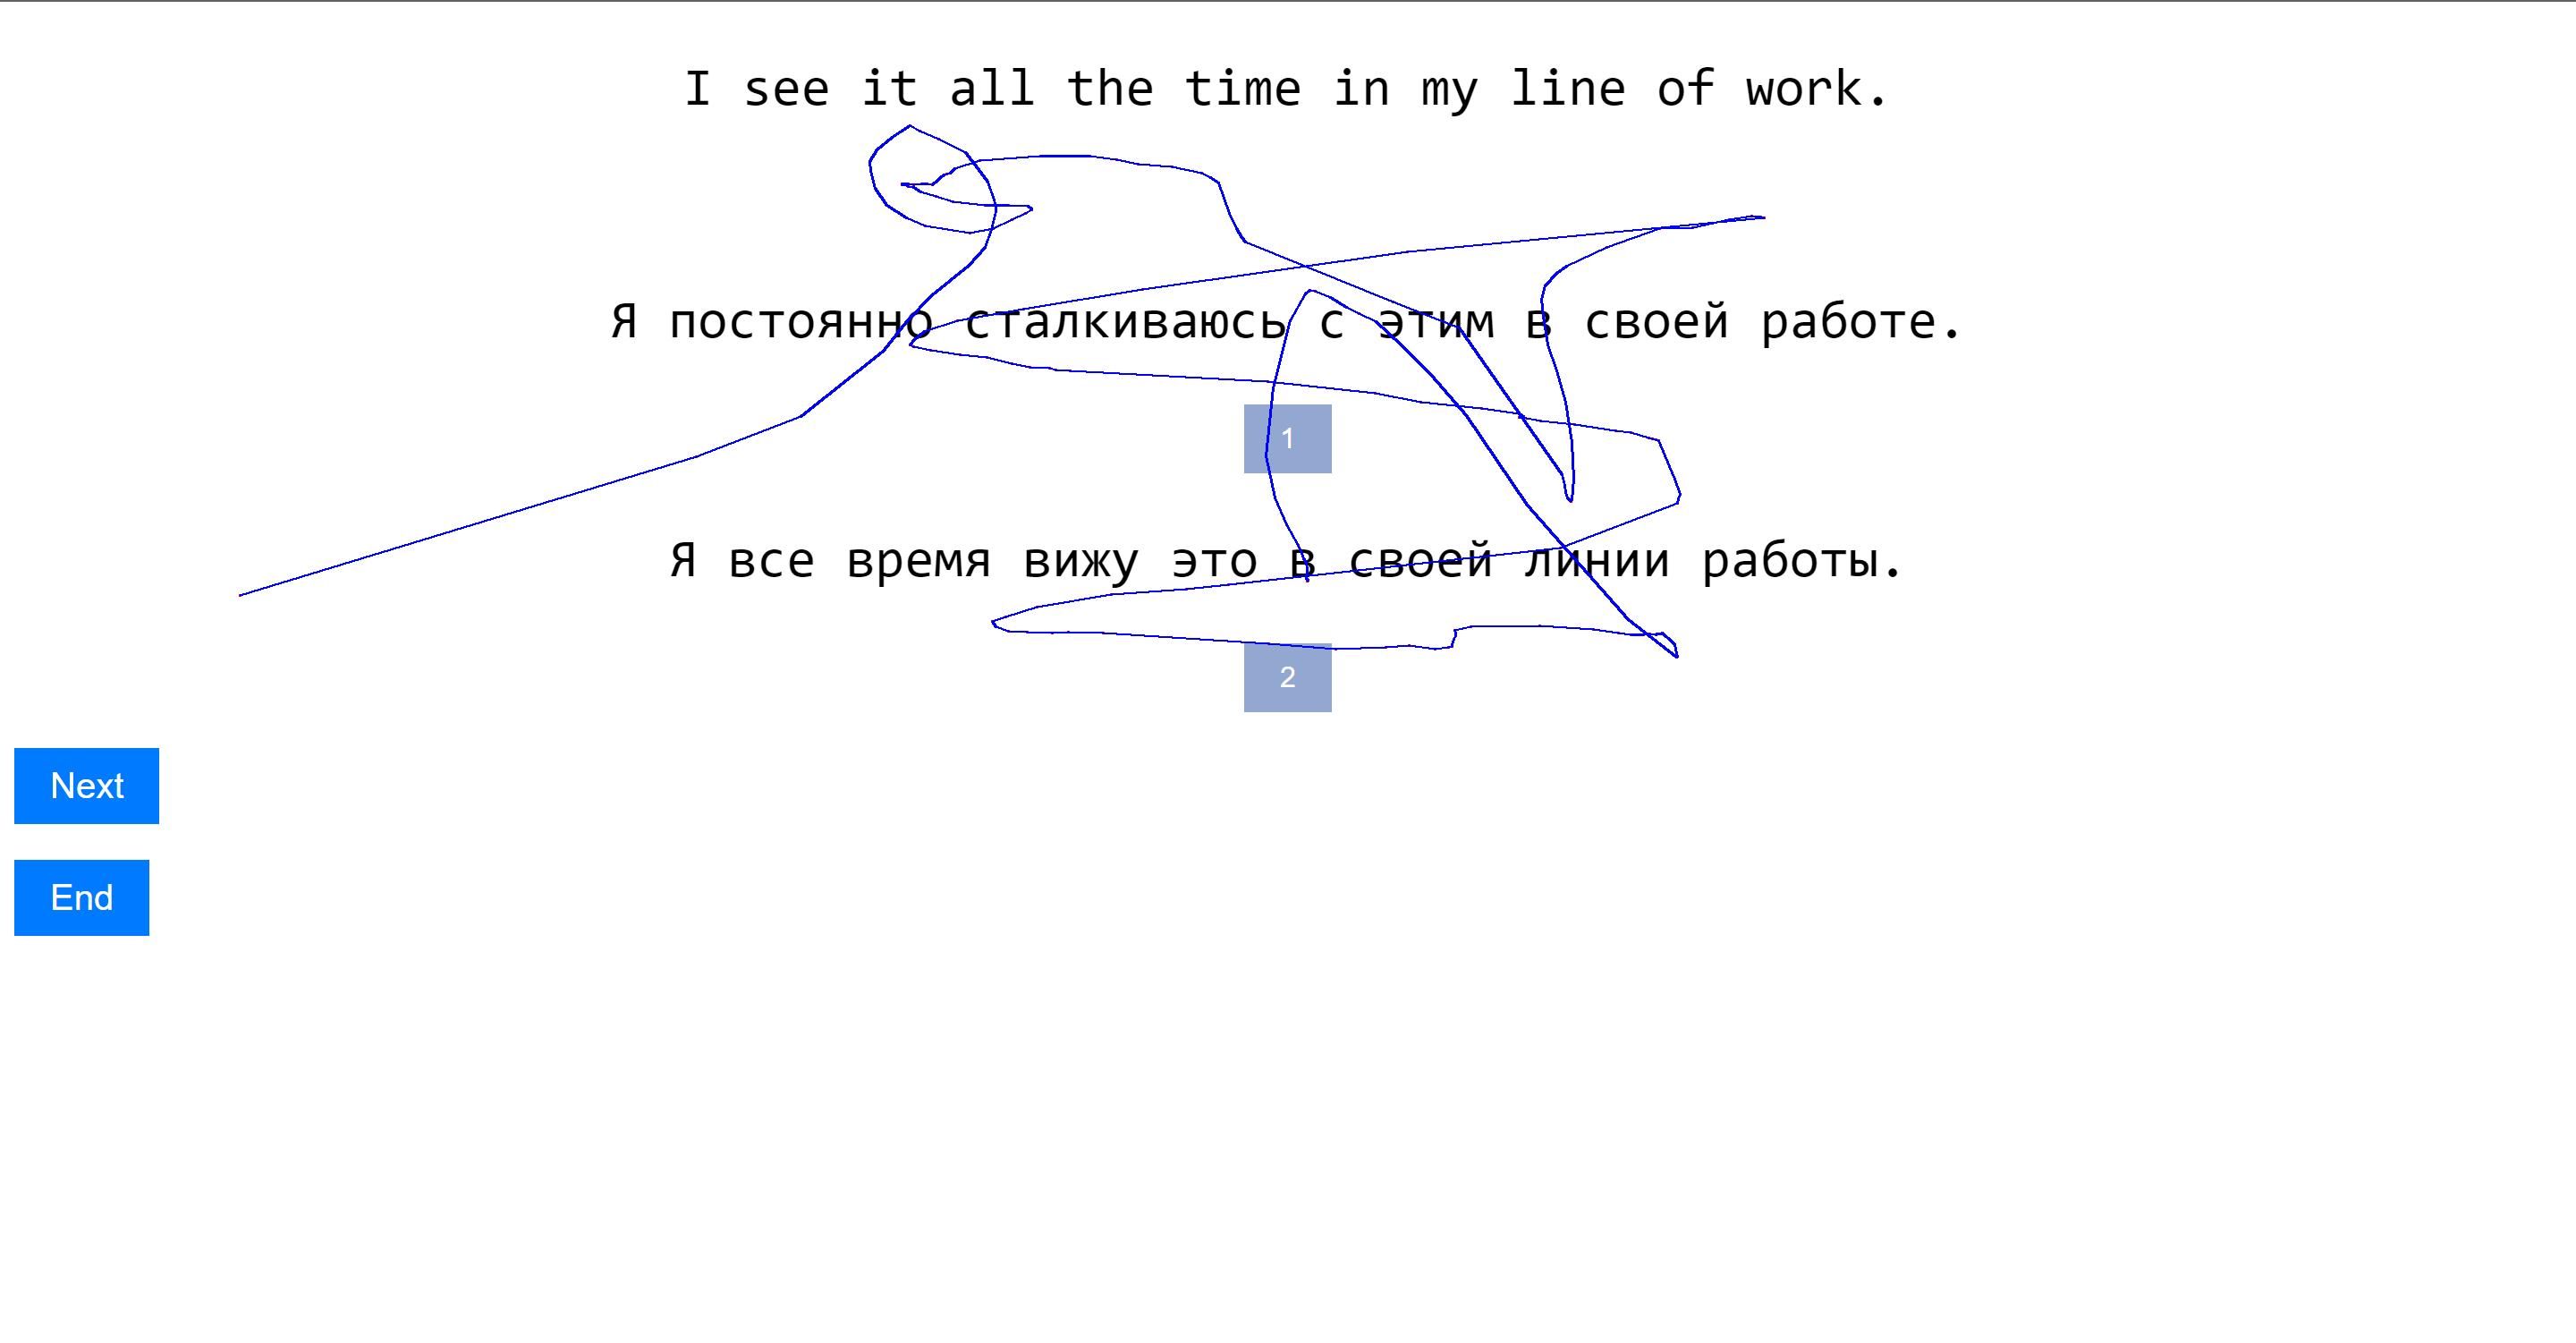 I see it all the time in my line of work.
Я постоянно сталкиваюсь с этим в своей работе.
1
Я все время вижу это в своей линии работы.
2
Next
End